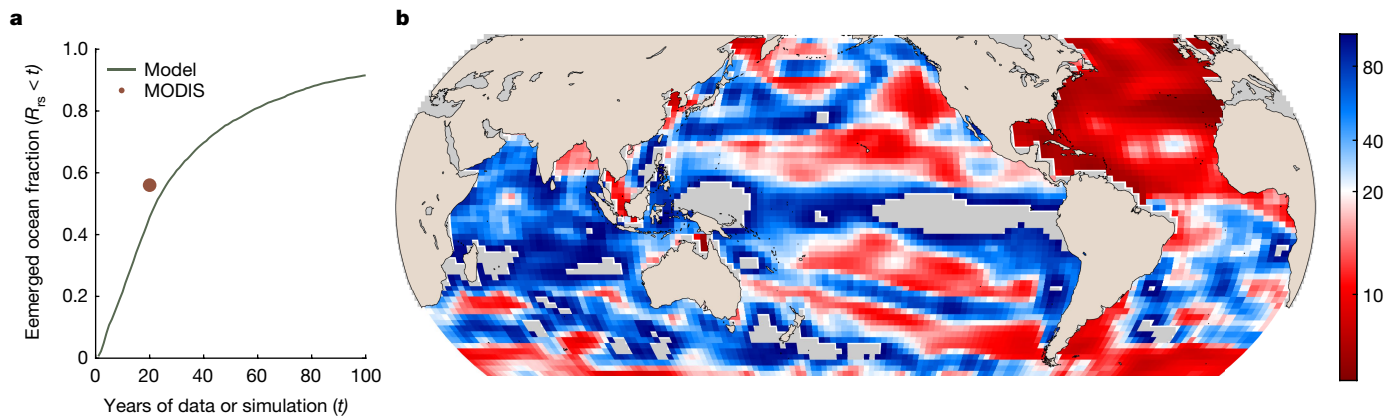 a
b
1.0
0.8
0.6
0.4
0.2
0
Model
MODIS
Eemerged ocean fraction (Rrs < t)
0 20 40 60 80 100
Years of data or simulation (t)
80
40
20
10